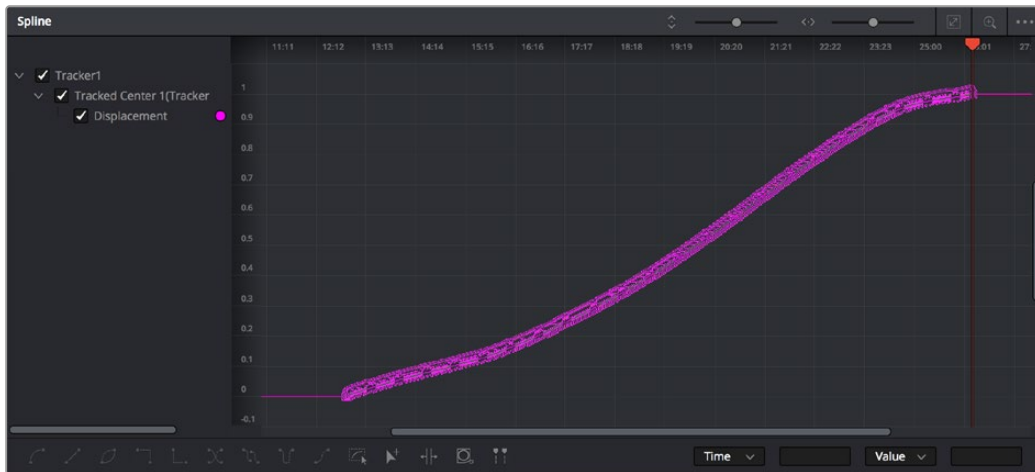 Spline
11:11 12:12 13:13 14:14 15:15 16:16 17:17 18:18 19:19 20:20 21:21 22:22 23:23 25:00 :01 27
Tracker1
Tracked Center 1(Tracker
Displacement
1
0.9
0.8
0.7
0.6
0.5
0.4
0.3
0.2
0.1
0
-0.1
Time Value